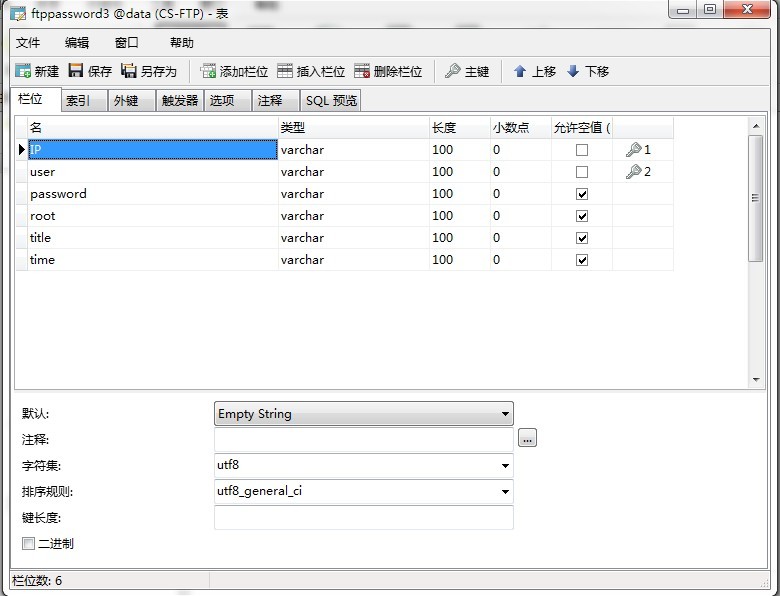 ftppassword3 @data (CS-FTP) - 表
文件 编辑 窗口 帮助
新建 保存 另存为 添加栏位 插入栏位 删除栏位 主键 上移 下移
栏位 索引 外键 触发器 选项 注释 SQL 预览
名 类型 长度 小数点 允许空值 (
IP varchar 100 0 1
user varchar 100 0 2
password varchar 100 0
root varchar 100 0
title varchar 100 0
time varchar 100 0
默认: Empty String
注释: ...
字符集: utf8
排序规则: utf8_general_ci
键长度:
二进制
栏位数: 6